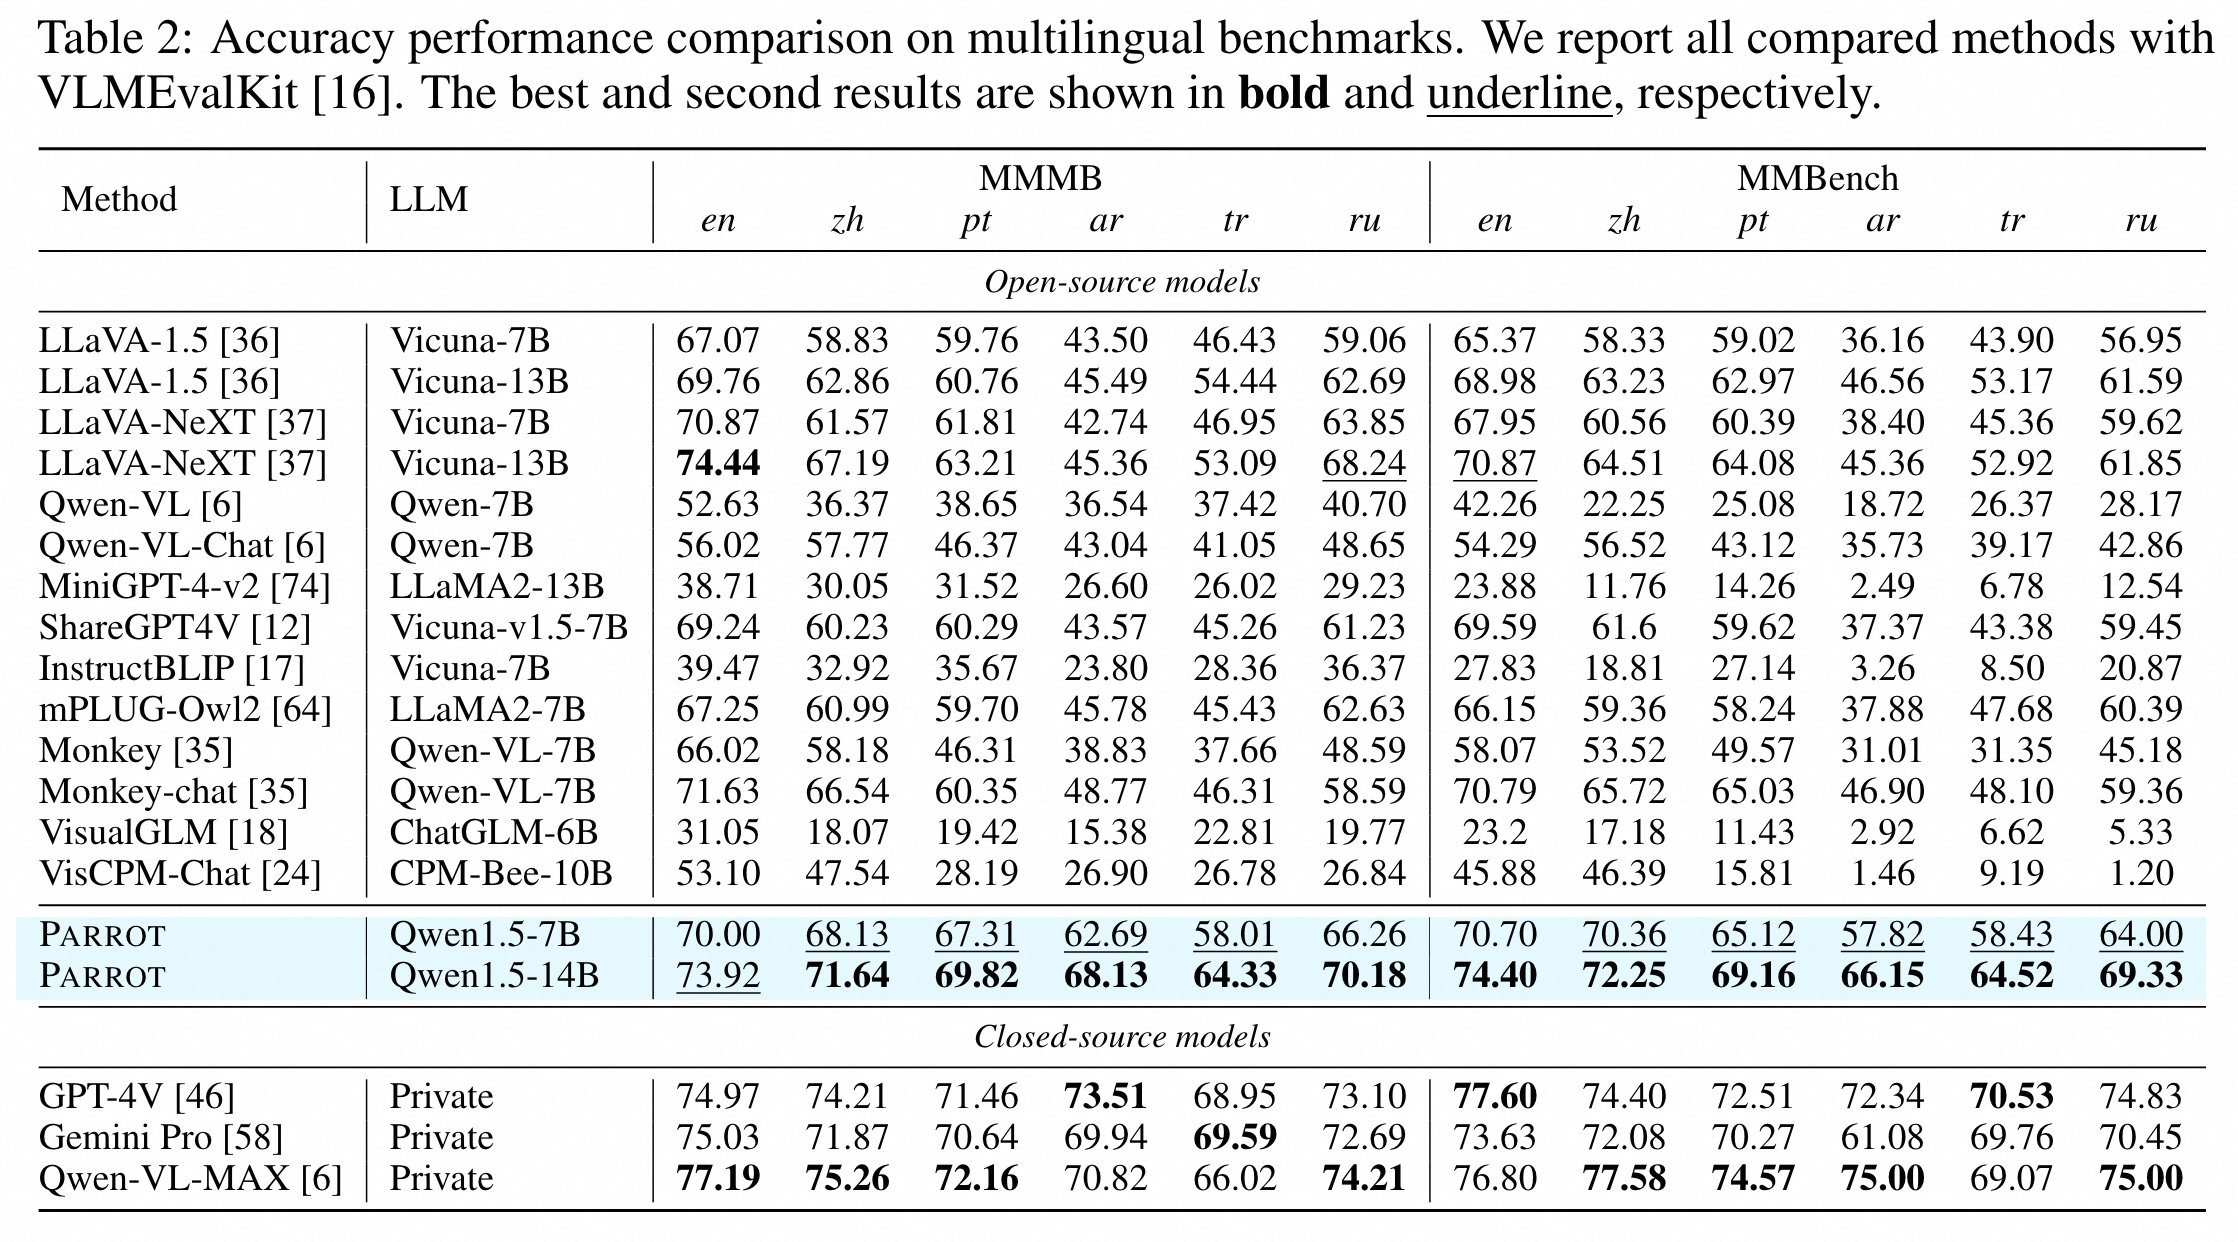 Table 2: Accuracy performance comparison on multilingual benchmarks. We report all compared methods with
VLMEvalKit [16]. The best and second results are shown in bold and underline, respectively.
Method LLM MMMB MMBench
en zh pt ar tr ru en zh pt ar tr ru
Open-source models
LLaVA-1.5 [36] Vicuna-7B 67.07 58.83 59.76 43.50 46.43 59.06 65.37 58.33 59.02 36.16 43.90 56.95
LLaVA-1.5 [36] Vicuna-13B 69.76 62.86 60.76 45.49 54.44 62.69 68.98 63.23 62.97 46.56 53.17 61.59
LLaVA-NeXT [37] Vicuna-7B 70.87 61.57 61.81 42.74 46.95 63.85 67.95 60.56 60.39 38.40 45.36 59.62
LLaVA-NeXT [37] Vicuna-13B 74.44 67.19 63.21 45.36 53.09 68.24 70.87 64.51 64.08 45.36 52.92 61.85
Qwen-VL [6] Qwen-7B 52.63 36.37 38.65 36.54 37.42 40.70 42.26 22.25 25.08 18.72 26.37 28.17
Qwen-VL-Chat [6] Qwen-7B 56.02 57.77 46.37 43.04 41.05 48.65 54.29 56.52 43.12 35.73 39.17 42.86
MiniGPT-4-v2 [74] LLaMA2-13B 38.71 30.05 31.52 26.60 26.02 29.23 23.88 11.76 14.26 2.49 6.78 12.54
ShareGPT4V [12] Vicuna-v1.5-7B 69.24 60.23 60.29 43.57 45.26 61.23 69.59 61.6 59.62 37.37 43.38 59.45
InstructBLIP [17] Vicuna-7B 39.47 32.92 35.67 23.80 28.36 36.37 27.83 18.81 27.14 3.26 8.50 20.87
mPLUG-Owl2 [64] LLaMA2-7B 67.25 60.99 59.70 45.78 45.43 62.63 66.15 59.36 58.24 37.88 47.68 60.39
Monkey [35] Qwen-VL-7B 66.02 58.18 46.31 38.83 37.66 48.59 58.07 53.52 49.57 31.01 31.35 45.18
Monkey-chat [35] Qwen-VL-7B 71.63 66.54 60.35 48.77 46.31 58.59 70.79 65.72 65.03 46.90 48.10 59.36
VisualGLM [18] ChatGLM-6B 31.05 18.07 19.42 15.38 22.81 19.77 23.2 17.18 11.43 2.92 6.62 5.33
VisCPM-Chat [24] CPM-Bee-10B 53.10 47.54 28.19 26.90 26.78 26.84 45.88 46.39 15.81 1.46 9.19 1.20
PARROT Qwen1.5-7B 70.00 68.13 67.31 62.69 58.01 66.26 70.70 70.36 65.12 57.82 58.43 64.00
PARROT Qwen1.5-14B 73.92 71.64 69.82 68.13 64.33 70.18 74.40 72.25 69.16 66.15 64.52 69.33
Closed-source models
GPT-4V [46] Private 74.97 74.21 71.46 73.51 68.95 73.10 77.60 74.40 72.51 72.34 70.53 74.83
Gemini Pro [58] Private 75.03 71.87 70.64 69.94 69.59 72.69 73.63 72.08 70.27 61.08 69.76 70.45
Qwen-VL-MAX [6] Private 77.19 75.26 72.16 70.82 66.02 74.21 76.80 77.58 74.57 75.00 69.07 75.00